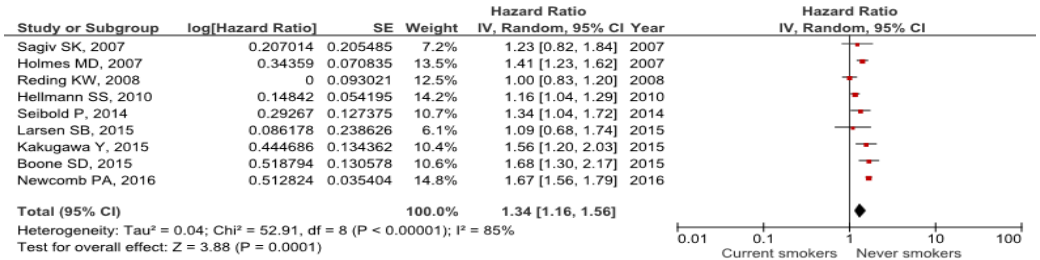 Hazard Ratio Hazard Ratio
Study or Subgroup log[Hazard Ratio] SE Weight IV, Random, 95% CI Year IV, Random, 95% CI
Sagiv SK, 2007 0.207014 0.205485 7.2% 1.23 [0.82, 1.84] 2007
Holmes MD, 2007 0.34359 0.070835 13.5% 1.41 [1.23, 1.62] 2007
Reding KW, 2008 0 0.093021 12.5% 1.00 [0.83, 1.20] 2008
Hellmann SS, 2010 0.14842 0.054195 14.2% 1.16 [1.04, 1.29] 2010
Seibold P, 2014 0.29267 0.127375 10.7% 1.34 [1.04, 1.72] 2014
Larsen SB, 2015 0.086178 0.238626 6.1% 1.09 [0.68, 1.74] 2015
Kakugawa Y, 2015 0.444686 0.134362 10.4% 1.56 [1.20, 2.03] 2015
Boone SD, 2015 0.518794 0.130578 10.6% 1.68 [1.30, 2.17] 2015
Newcomb PA, 2016 0.512824 0.035404 14.8% 1.67 [1.56, 1.79] 2016
Total (95% CI) 100.0% 1.34 [1.16, 1.56]
Heterogeneity: Tau² = 0.04; Chi² = 52.91, df = 8 (P < 0.00001); I² = 85%
Test for overall effect: Z = 3.88 (P = 0.0001)
0.01 0.1 1 10 100
Current smokers Never smokers